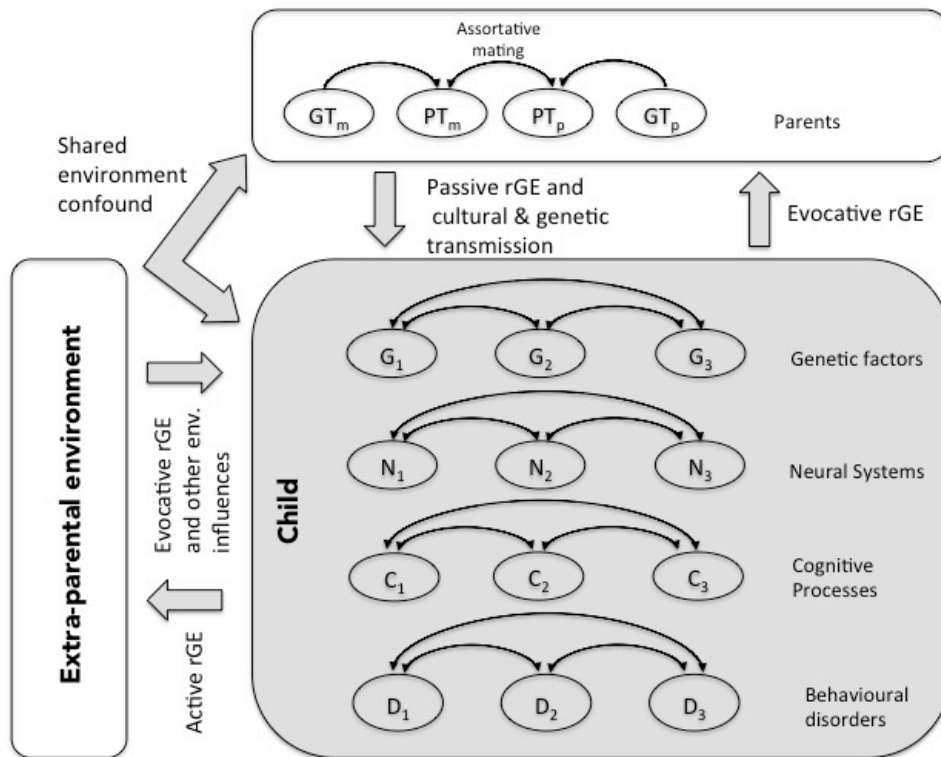 Assortative
mating
GTₘ PTₘ PTₚ GTₚ
Parents
Shared
environment
confound
Passive rGE and
cultural & genetic
transmission
Evocative rGE
Extra-parental environment
Evocative rGE
and other env.
influences
Active rGE
Child
G₁ G₂ G₃
Genetic factors
N₁ N₂ N₃
Neural Systems
C₁ C₂ C₃
Cognitive
Processes
D₁ D₂ D₃
Behavioural
disorders